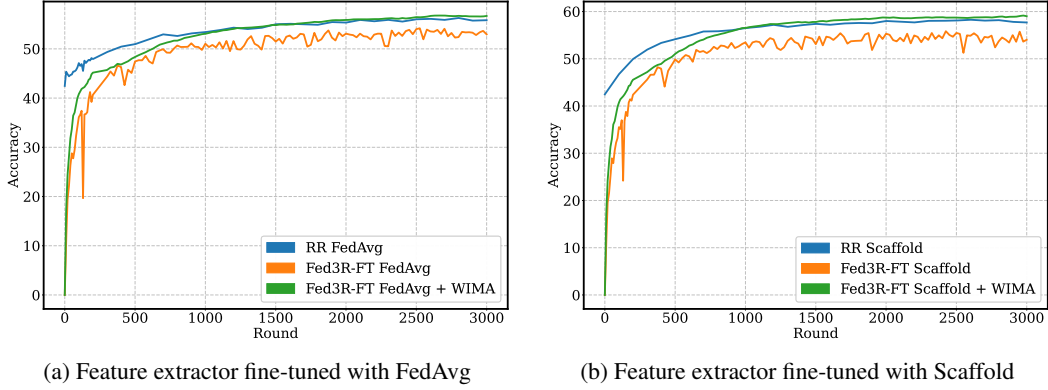 50
40
30
20
10
0
Accuracy
0
500
1000
1500
2000
2500
3000
Round
RR FedAvg
Fed3R-FT FedAvg
Fed3R-FT FedAvg + WIMA
(a) Feature extractor fine-tuned with FedAvg
60
50
40
30
20
10
0
Accuracy
0
500
1000
1500
2000
2500
3000
Round
RR Scaffold
Fed3R-FT Scaffold
Fed3R-FT Scaffold + WIMA
(b) Feature extractor fine-tuned with Scaffold